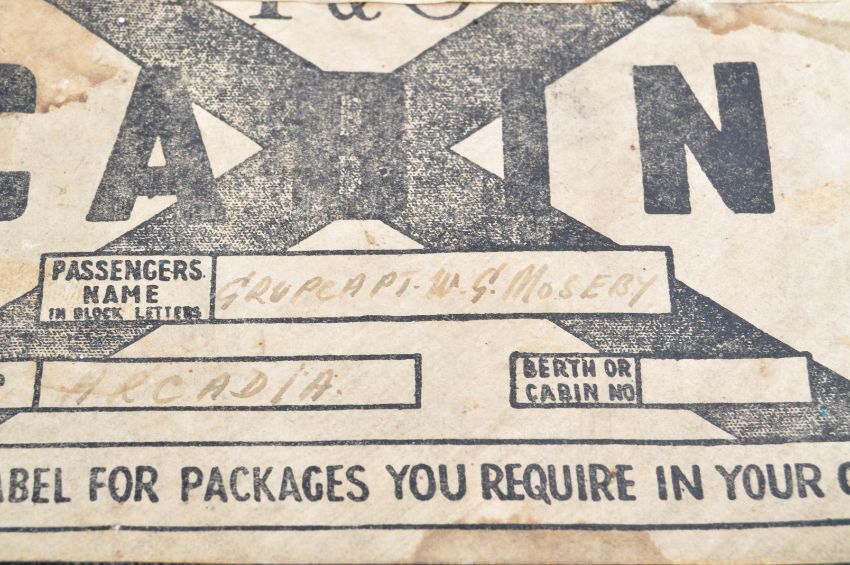 P&O
CABIN
PASSENGERS NAME
IN BLOCK LETTERS
GRUPCAPT. W. G. MOSEBY
ARCADIA.
BERTH OR
CABIN NO
ABEL FOR PACKAGES YOU REQUIRE IN YOUR C